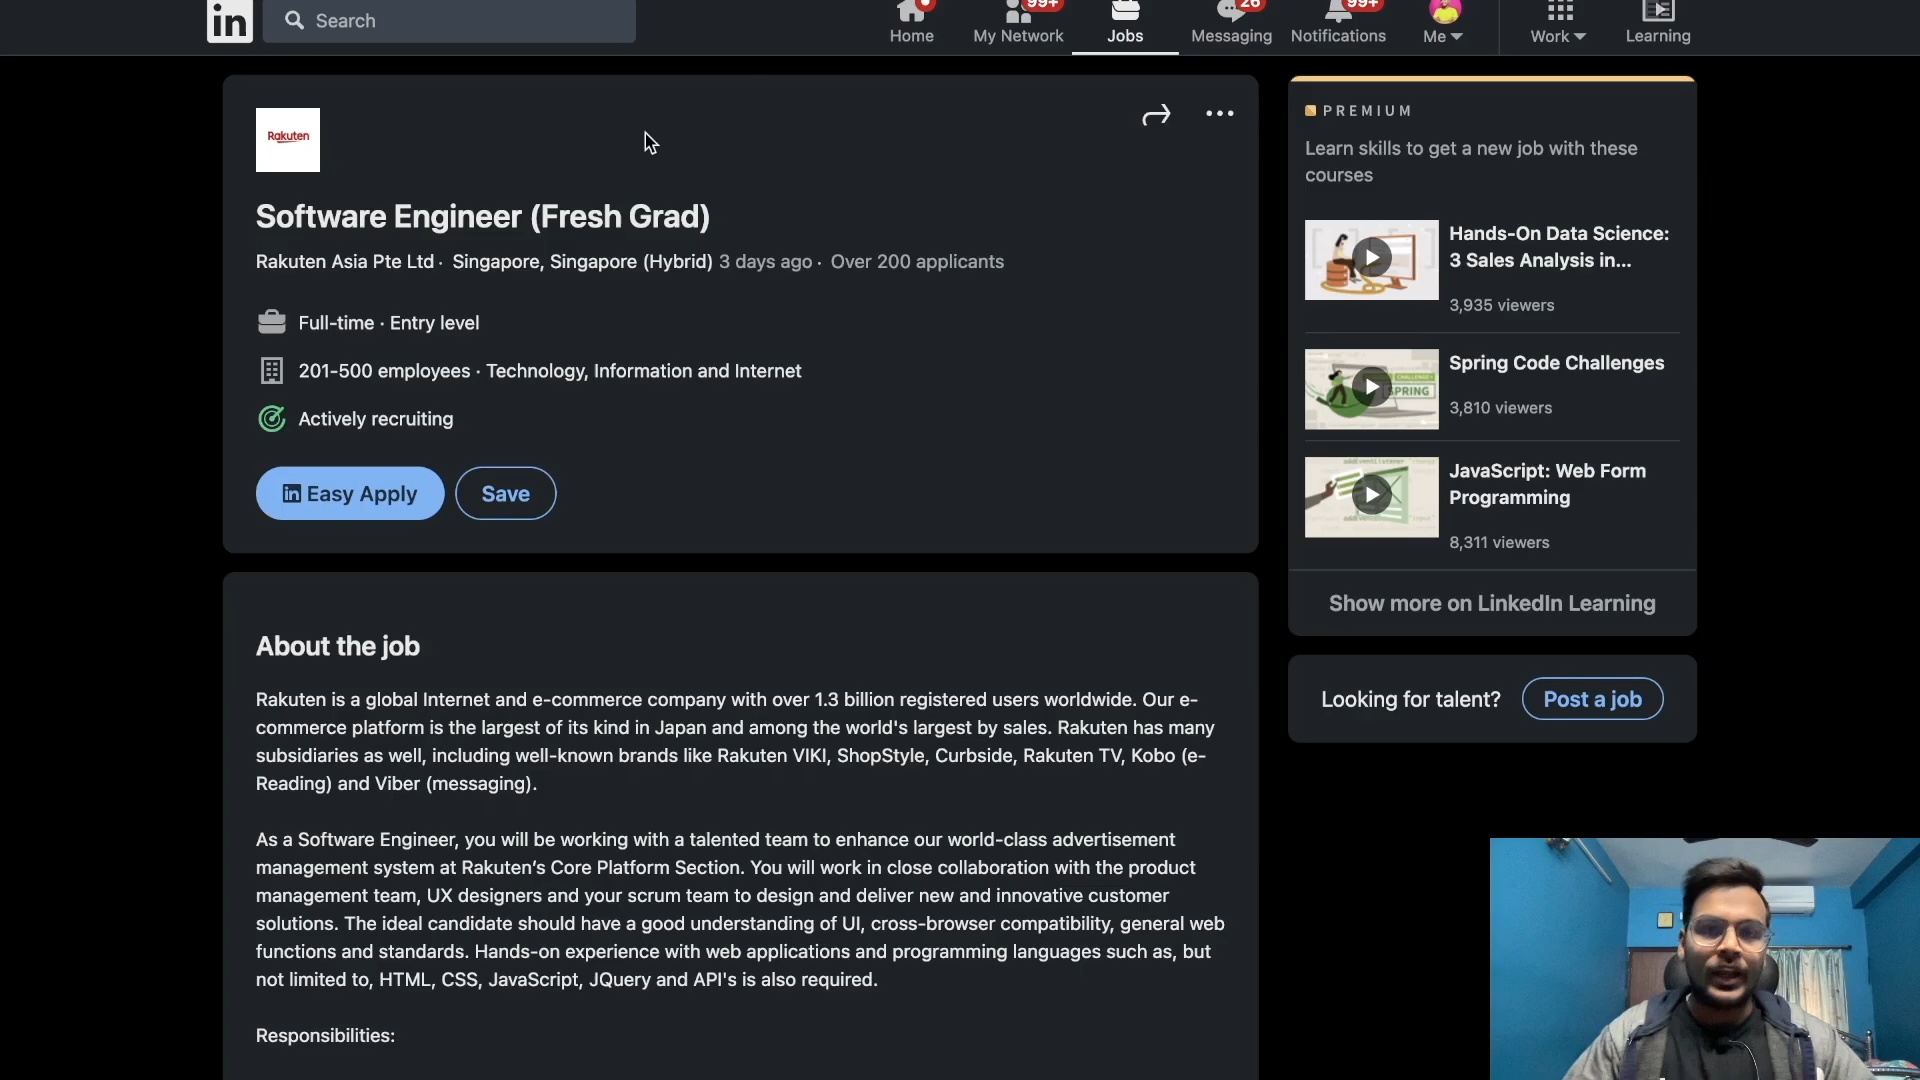 in
Search
Home
99+
My Network
Jobs
26
Messaging
99+
Notifications
Me
Work
Learning
Rakuten
Software Engineer (Fresh Grad)
Rakuten Asia Pte Ltd · Singapore, Singapore (Hybrid) 3 days ago · Over 200 applicants
Full-time · Entry level
201-500 employees · Technology, Information and Internet
Actively recruiting
in Easy Apply
Save
About the job
Rakuten is a global Internet and e-commerce company with over 1.3 billion registered users worldwide. Our e-
commerce platform is the largest of its kind in Japan and among the world's largest by sales. Rakuten has many
subsidiaries as well, including well-known brands like Rakuten VIKI, ShopStyle, Curbside, Rakuten TV, Kobo (e-
Reading) and Viber (messaging).
As a Software Engineer, you will be working with a talented team to enhance our world-class advertisement
management system at Rakuten’s Core Platform Section. You will work in close collaboration with the product
management team, UX designers and your scrum team to design and deliver new and innovative customer
solutions. The ideal candidate should have a good understanding of UI, cross-browser compatibility, general web
functions and standards. Hands-on experience with web applications and programming languages such as, but
not limited to, HTML, CSS, JavaScript, JQuery and API's is also required.
Responsibilities:
PREMIUM
Learn skills to get a new job with these
courses
Hands-On Data Science:
3 Sales Analysis in...
3,935 viewers
CHALLENGE
SPRING
Spring Code Challenges
3,810 viewers
JavaScript: Web Form
Programming
8,311 viewers
Show more on LinkedIn Learning
Looking for talent?
Post a job